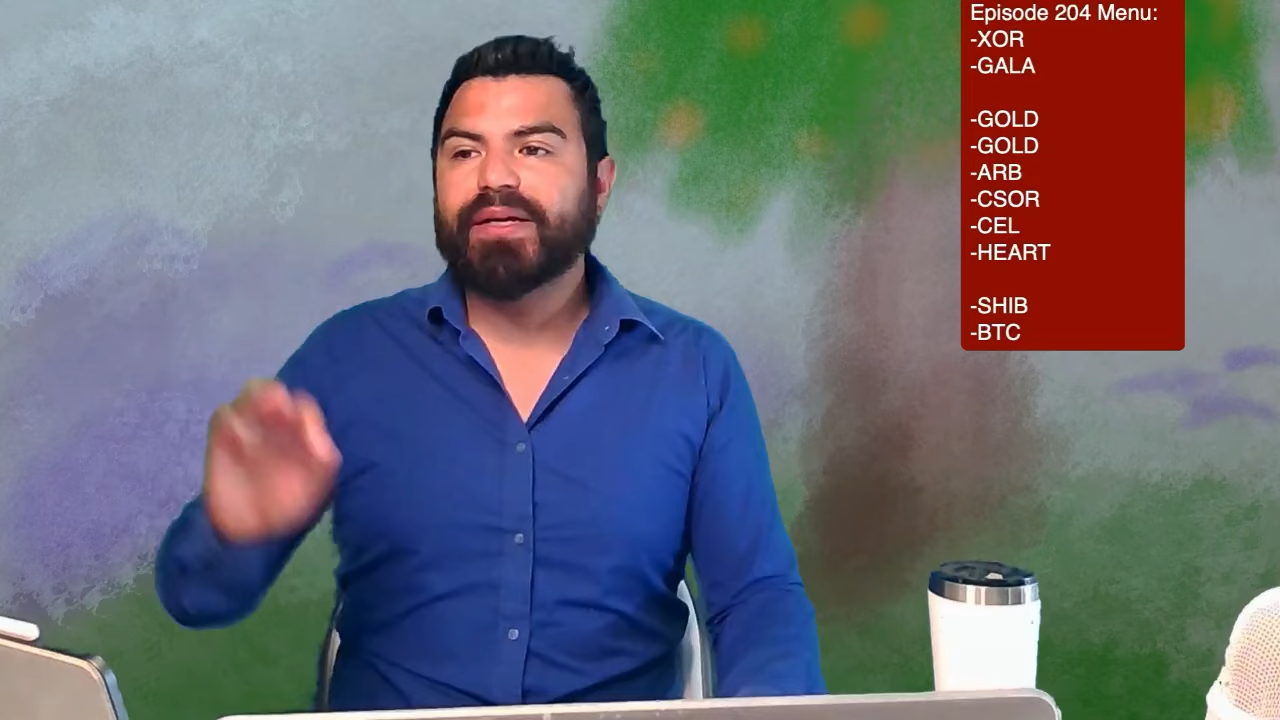 Episode 204 Menu:
-XOR
-GALA
-GOLD
-GOLD
-ARB
-CSOR
-CEL
-HEART
-SHIB
-BTC